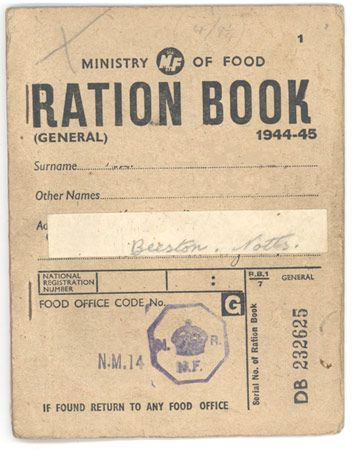 1
MINISTRY MF OF FOOD
RATION BOOK
(GENERAL) 1944-45
Surname
Other Names
Ad
Beeston. Notts.
NATIONAL
REGISTRATION
NUMBER
:
R.B.1
7
GENERAL
FOOD OFFICE CODE No.
G
N. R.
M.F.
N.M.14
IF FOUND RETURN TO ANY FOOD OFFICE
Serial No. of Ration Book
DB 232625